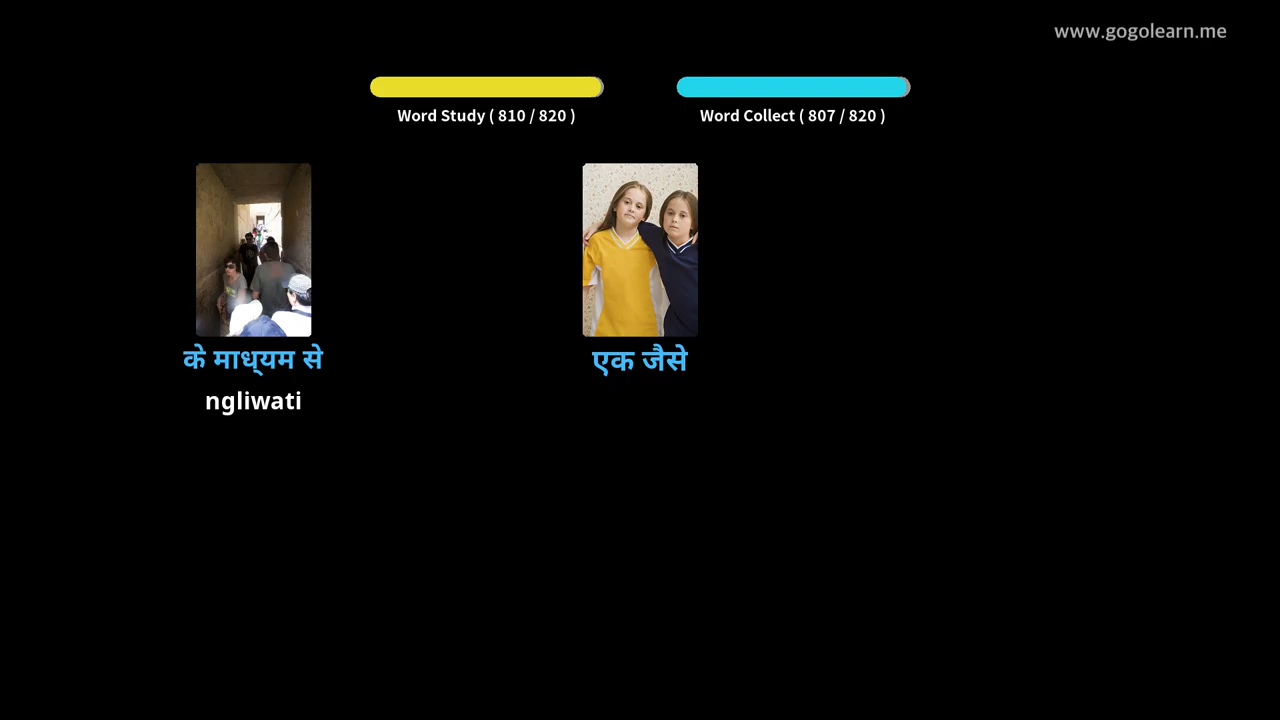 www.gogolearn.me
Word Study ( 810 / 820 )
Word Collect ( 807 / 820 )
के माध्यम से
ngliwati
एक जैसे